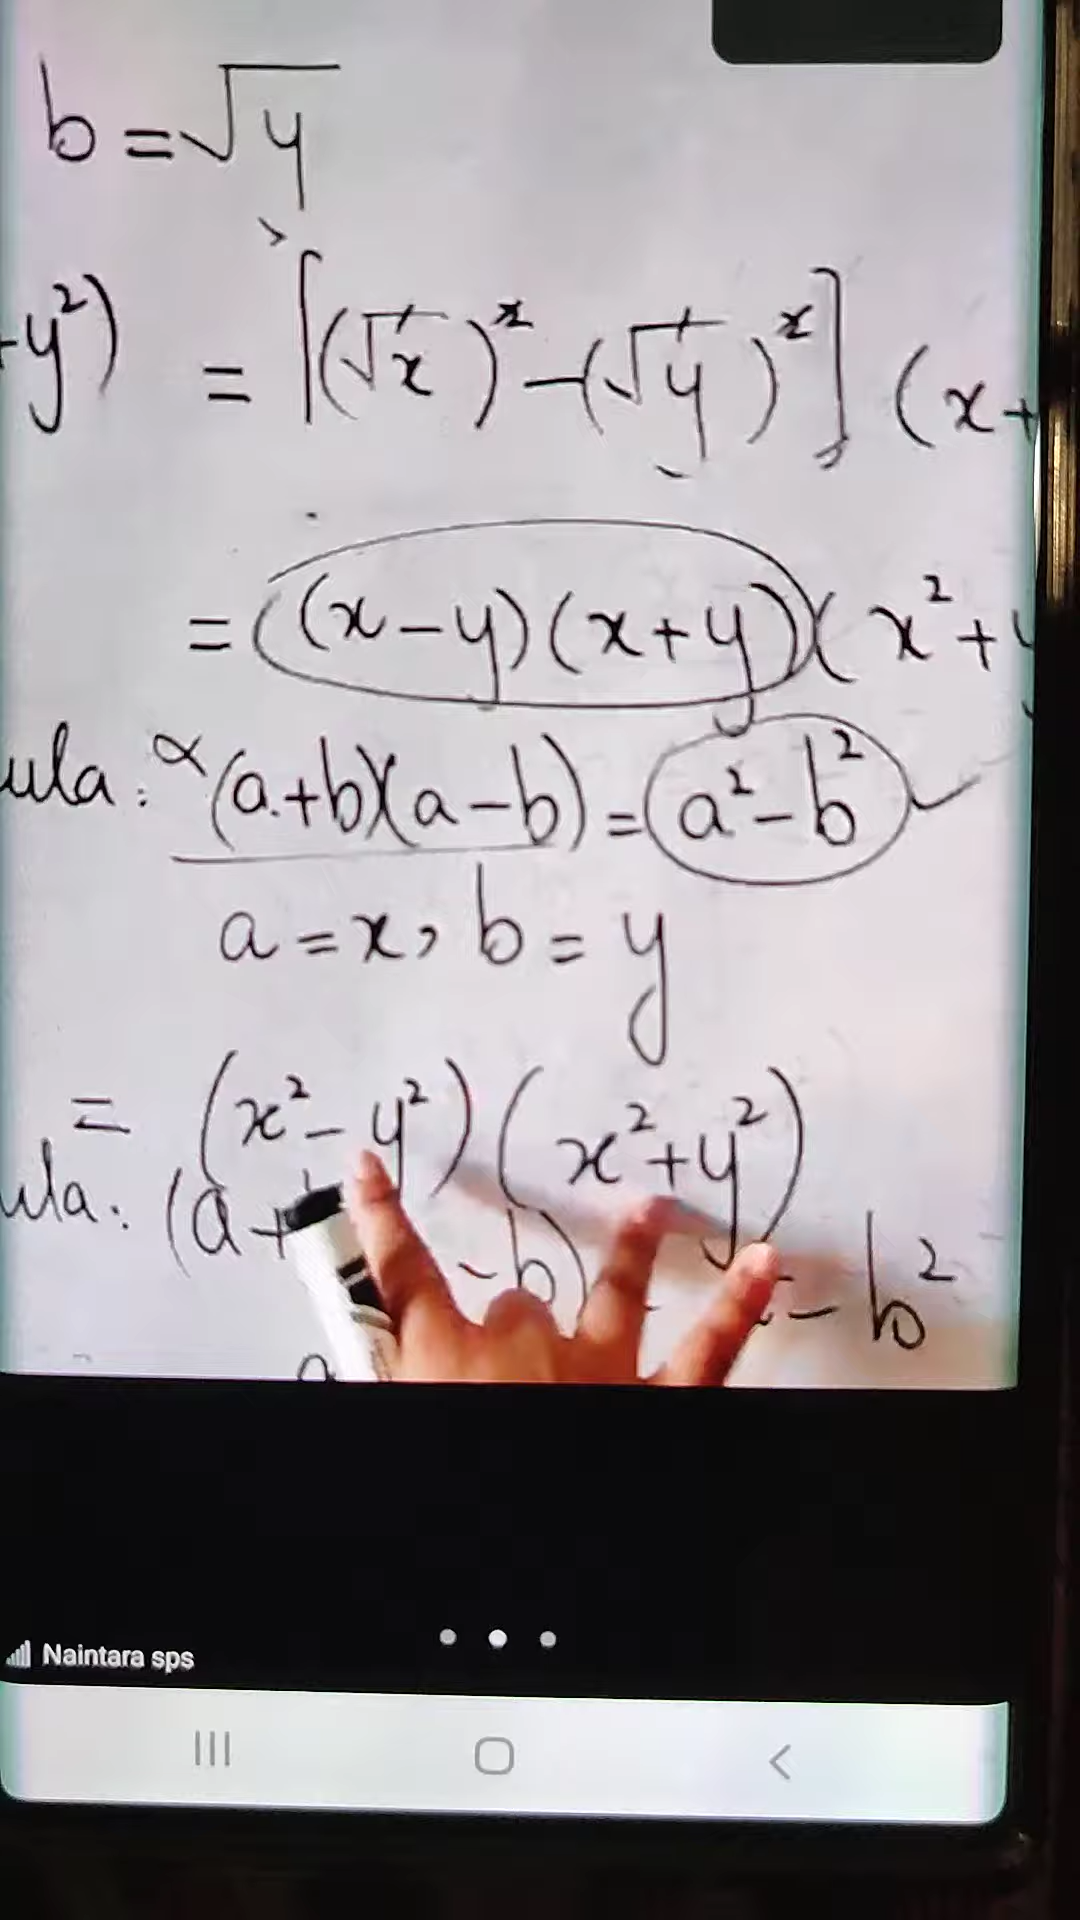 b = √y
y²) = [(√x)² - (√y)²] (x+
= (x-y)(x+y)(x²+y
ula: (a+b)(a-b) = a²-b²
a = x, b = y
= (x²-y²)(x²+y²)
ula: (a+ -b) - b²
a
Naintara sps